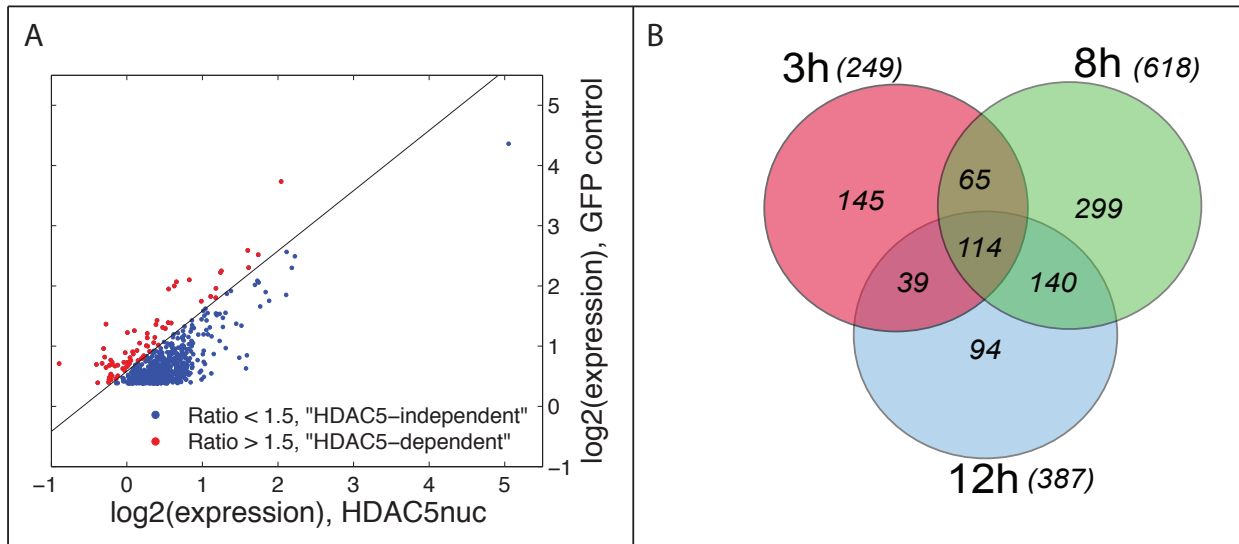 A
5
4
3
2
1
0
−1
log2(expression), GFP control
Ratio < 1.5, "HDAC5−independent"
Ratio > 1.5, "HDAC5−dependent"
−1 0 1 2 3 4 5
log2(expression), HDAC5nuc
B
3h (249)
8h (618)
65
145
299
114
39
140
94
12h (387)